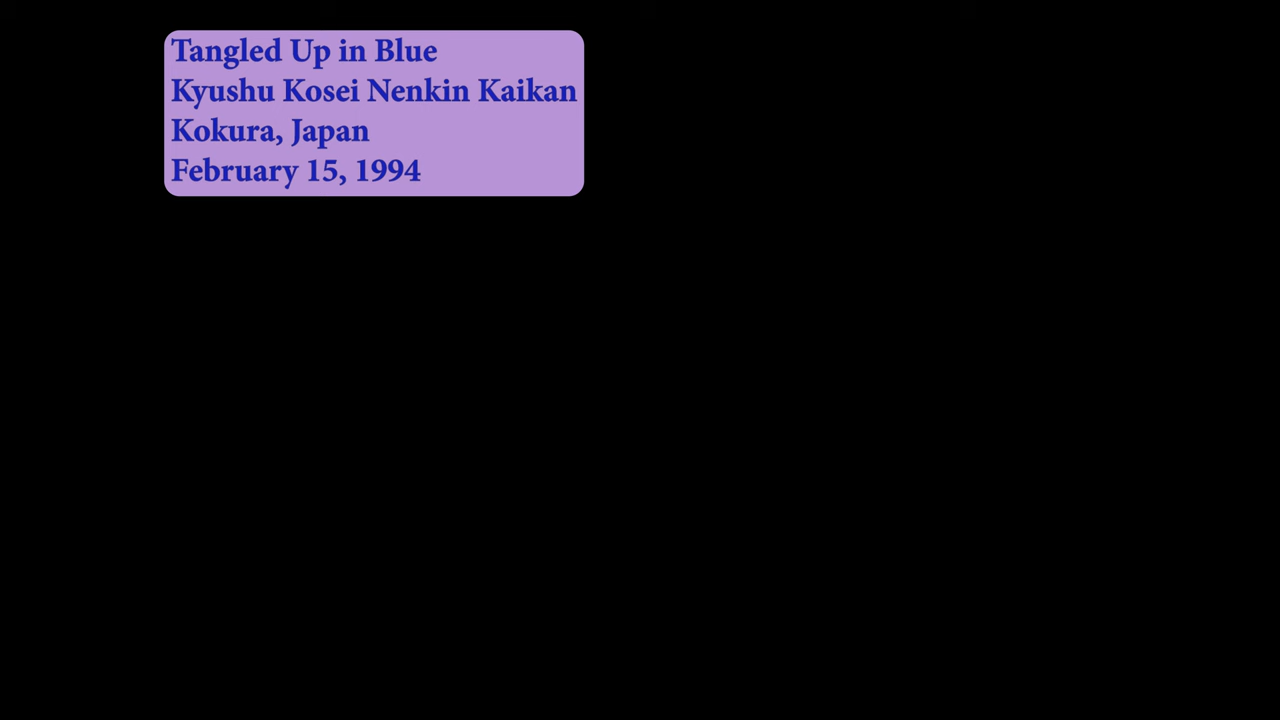 Tangled Up in Blue
Kyushu Kosei Nenkin Kaikan
Kokura, Japan
February 15, 1994